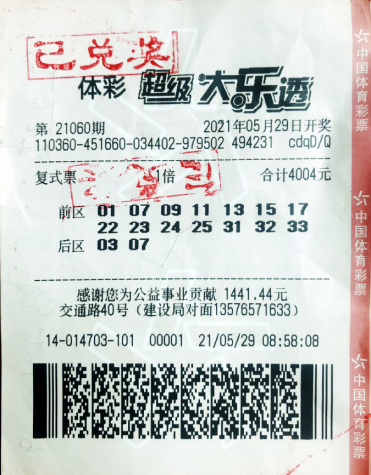 已兑奖
体彩 超级大乐透
第 21060期 2021年05月29日开奖
110360-451660-034402-979502 494231 cdqD/Q
复式票 1倍 合计4004元
前区 01 07 09 11 13 15 17
22 23 24 25 31 32 33
后区 03 07
感谢您为公益事业贡献 1441.44元
交通路40号（建设局对面13576571633）
14-014703-101 00001 21/05/29 08:58:08
中国体育彩票
中国体育彩票
中国体育彩票